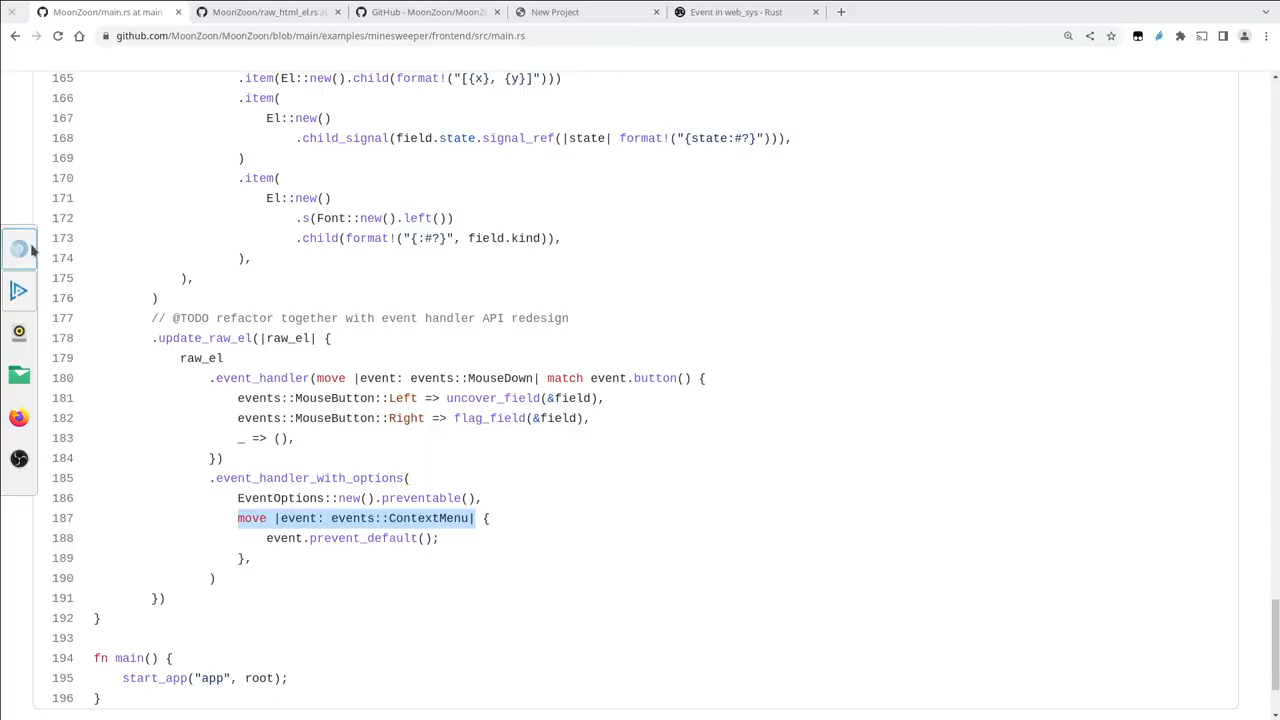 MoonZoon/main.rs at main
MoonZoon/raw_html_el.rs at
GitHub - MoonZoon/MoonZ
New Project
Event in web_sys - Rust
github.com/MoonZoon/MoonZoon/blob/main/examples/minesweeper/frontend/src/main.rs
165 .item(El::new().child(format!("[{x}, {y}]")))
166 .item(
167 El::new()
168 .child_signal(field.state.signal_ref(|state| format!("{state:#?}"))),
169 )
170 .item(
171 El::new()
172 .s(Font::new().left())
173 .child(format!("{:#?}", field.kind)),
174 ),
175 ),
176 )
177 // @TODO refactor together with event handler API redesign
178 .update_raw_el(|raw_el| {
179 raw_el
180 .event_handler(move |event: events::MouseDown| match event.button() {
181 events::MouseButton::Left => uncover_field(&field),
182 events::MouseButton::Right => flag_field(&field),
183 _ => (),
184 })
185 .event_handler_with_options(
186 EventOptions::new().preventable(),
187 move |event: events::ContextMenu| {
188 event.prevent_default();
189 },
190 )
191 })
192 }
193
194 fn main() {
195 start_app("app", root);
196 }